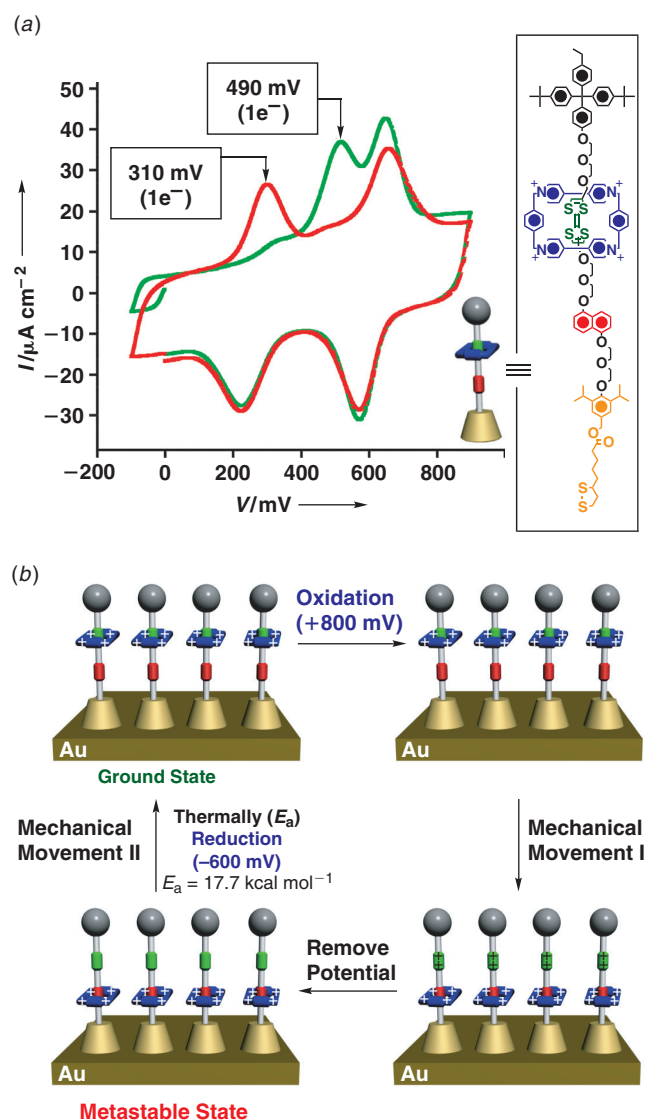 (a)
50
40
30
20
10
0
−10
−20
−30
I/μA cm⁻²
−200
0
200
400
600
800
V/mV
490 mV
(1e⁻)
310 mV
(1e⁻)
O
O
O
+ +
N S S N
N S S N
+ +
O
O
O
O
O
O
O
O
S
S
(b)
Oxidation
(+800 mV)
Au
Au
Ground State
Mechanical
Movement II
Thermally (Eₐ)
Reduction
(−600 mV)
Eₐ = 17.7 kcal mol⁻¹
Mechanical
Movement I
Remove
Potential
Au
Au
Metastable State